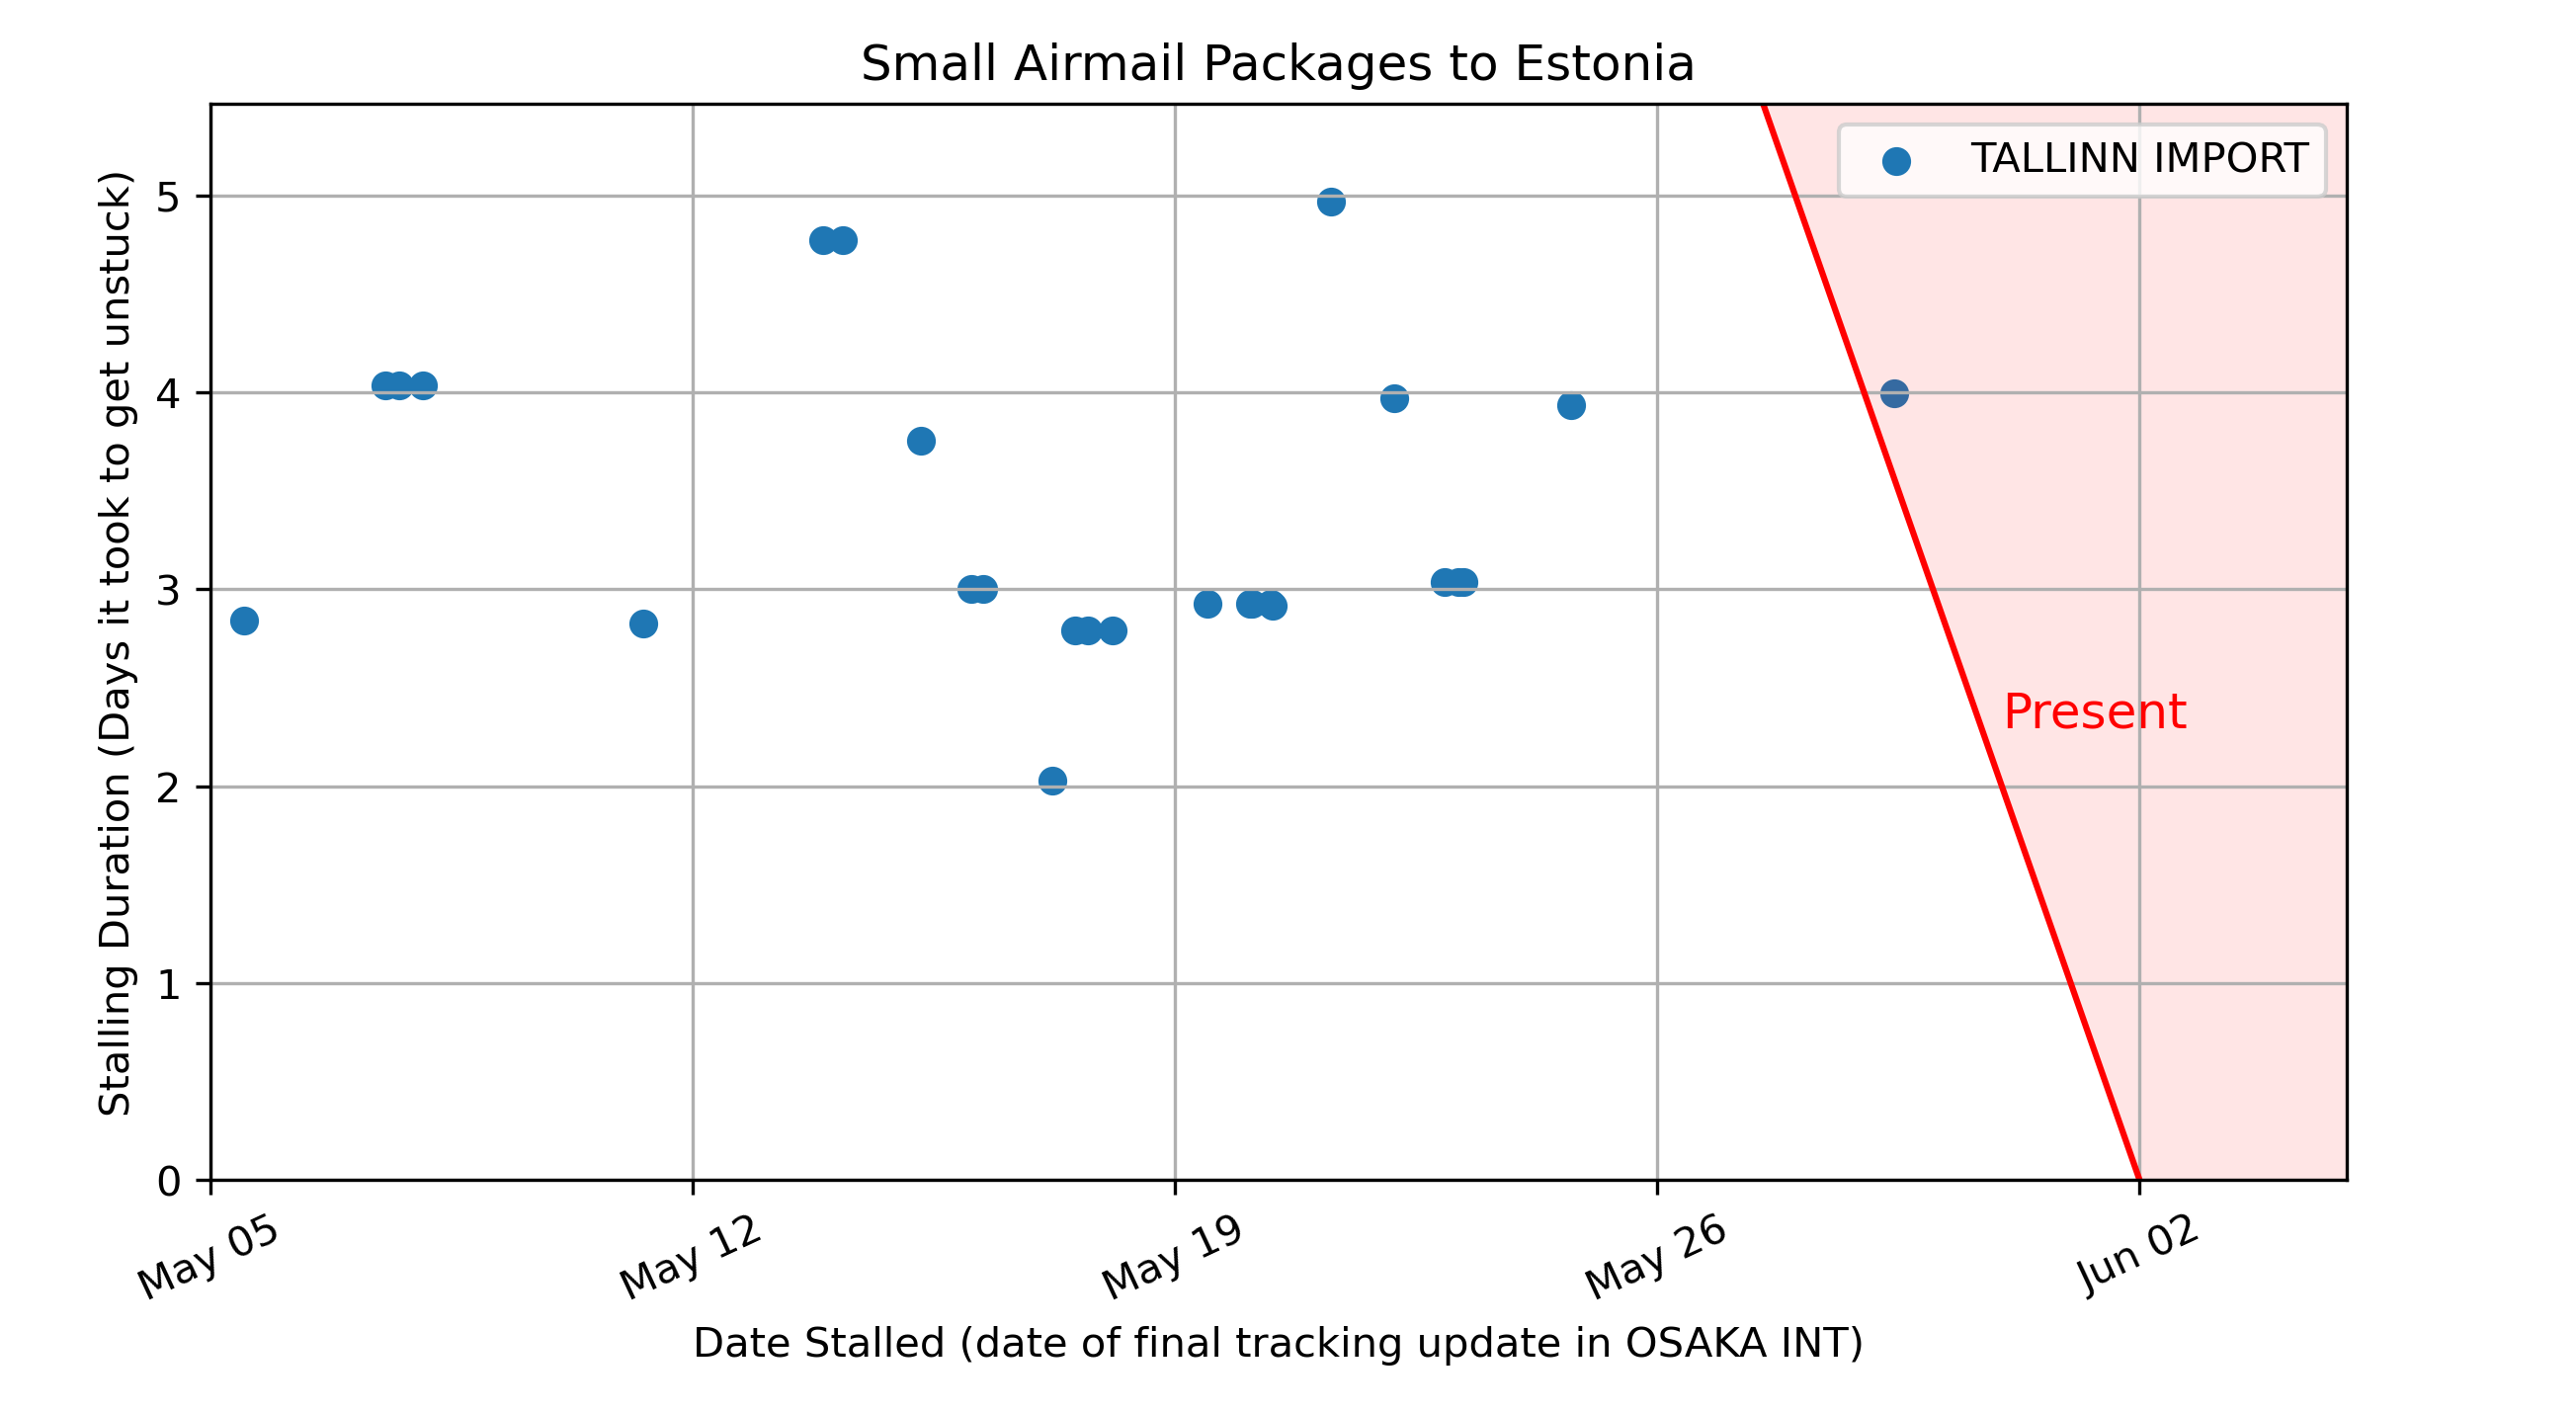 Small Airmail Packages to Estonia
TALLINN IMPORT
Stalling Duration (Days it took to get unstuck)
5
4
3
2
1
0
Present
May 05
May 12
May 19
May 26
Jun 02
Date Stalled (date of final tracking update in OSAKA INT)